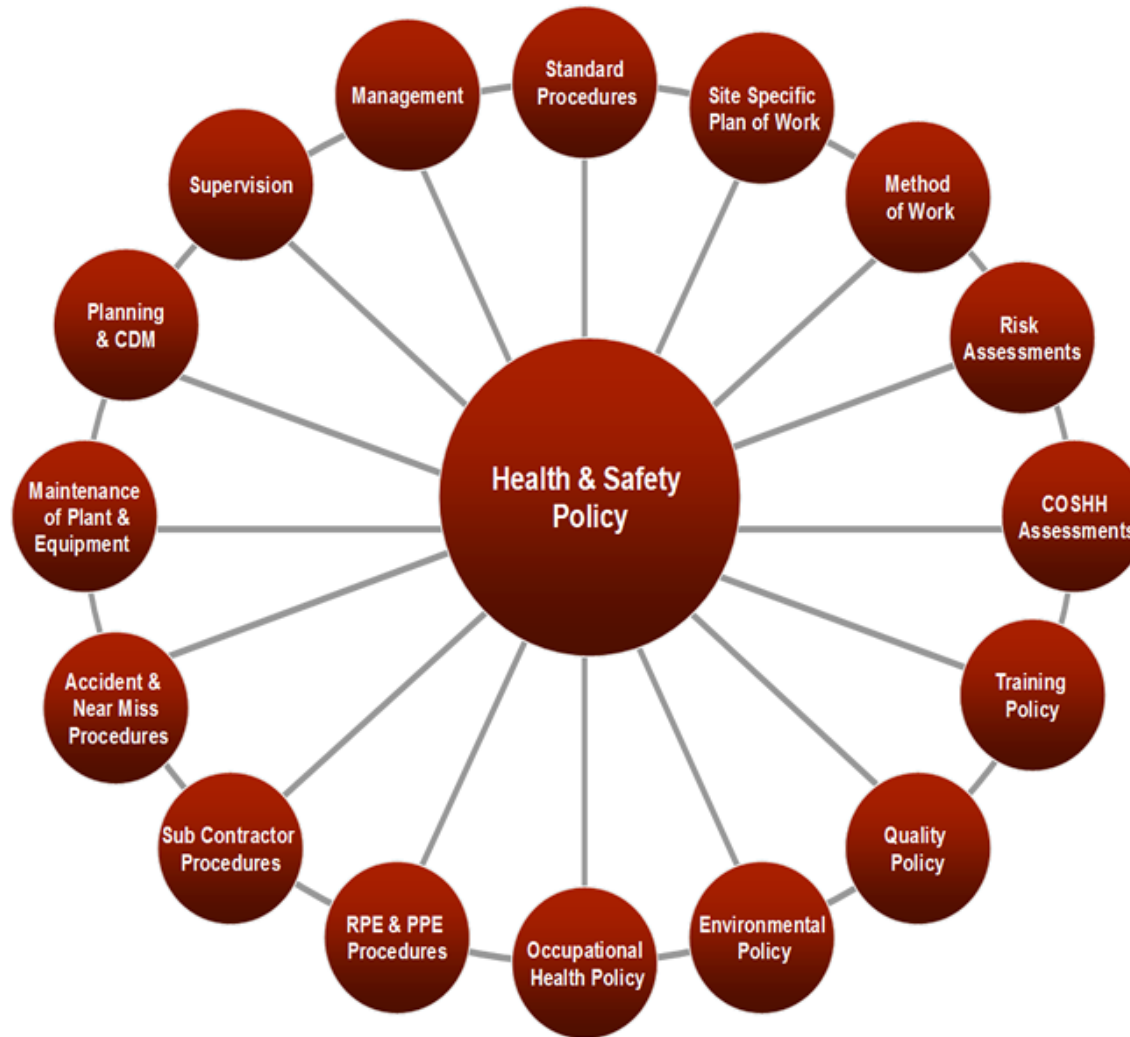 Standard
Procedures
Site Specific
Plan of Work
Method
of Work
Risk
Assessments
COSHH
Assessments
Training
Policy
Quality
Policy
Environmental
Policy
Occupational
Health Policy
RPE & PPE
Procedures
Sub Contractor
Procedures
Accident &
Near Miss
Procedures
Maintenance
of Plant &
Equipment
Planning
& CDM
Supervision
Management
Health & Safety
Policy